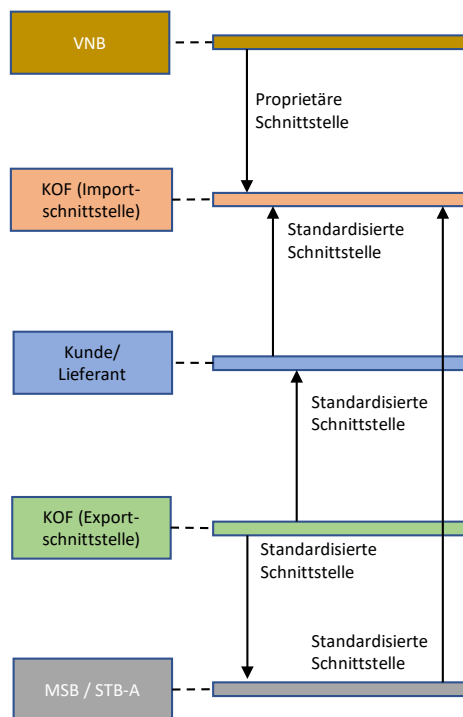 VNB
Proprietäre
Schnittstelle
KOF (Import-
schnittstelle)
Standardisierte
Schnittstelle
Kunde/
Lieferant
Standardisierte
Schnittstelle
KOF (Export-
schnittstelle)
Standardisierte
Schnittstelle
Standardisierte
Schnittstelle
MSB / STB-A